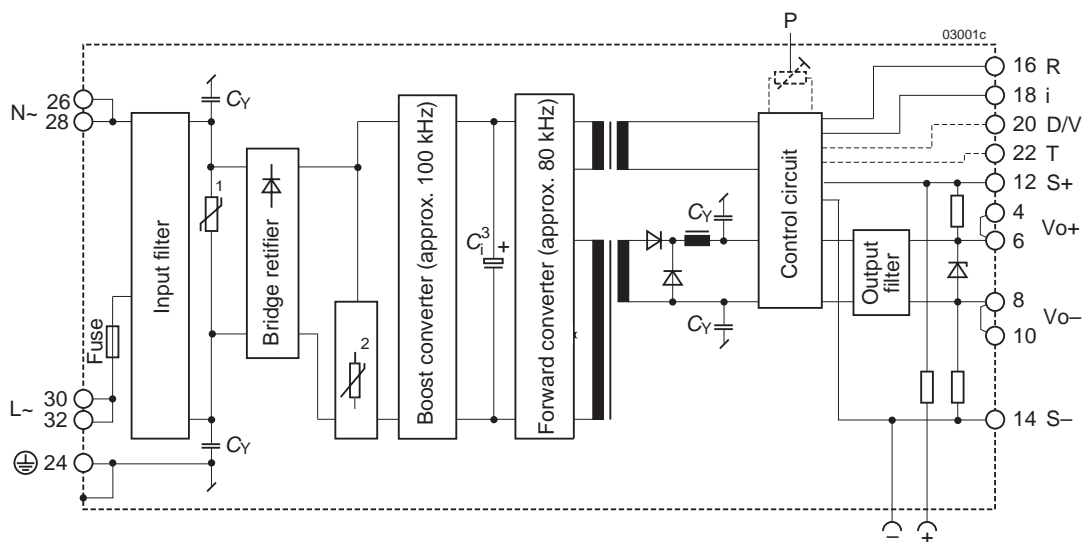 P
03001c
N~
26
28
CY
Input filter
1
Bridge retifier
2
Fuse
L~
30
32
CY
24
Boost converter (approx. 100 kHz)
Ci3
+
Forward converter (approx. 80 kHz)
CY
CY
Control circuit
Output filter
16 R
18 i
20 D/V
22 T
12 S+
4
Vo+
6
8
Vo–
10
14 S–
–
+